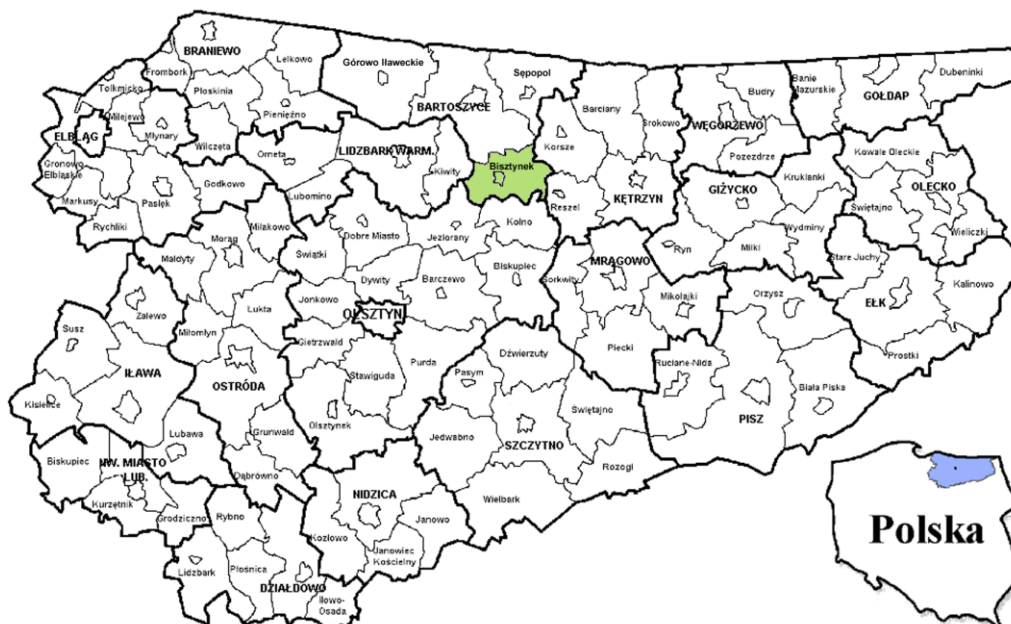 BRANIEWO
Lelkowo
Frombork
Płoskinia
Tolkmicko
Milejewo
Pieniężno
Młynary
ELBLĄG
Wilczęta
Gronowo
Elbląskie
Markusy
Pasłęk
Godkowo
Rychliki
Górowo Iławeckie
Sępopol
BARTOSZYCE
Bisztynek
Orneta
LIDZBARK WARM.
Kiwity
Lubomino
Barciany
Srokowo
Korsze
Reszel
KĘTRZYN
Budry
WĘGORZEWO
Pozezdrze
Banie
Mazurskie
GOŁDAP
Dubeninki
Kowale Oleckie
OLECKO
Świętajno
Wieliczki
GIŻYCKO
Kruklanki
Wydminy
Ryn
Miłki
Stare Juchy
EŁK
Kalinowo
Prostki
Morąg
Miłakowo
Małdyty
Łukta
Miłomłyn
OSTRÓDA
Grunwald
Dąbrówno
Dobre Miasto
Jeziorany
Kolno
Świątki
Dywity
Barczewo
Biskupiec
Jonkowo
OLSZTYN
Gietrzwałd
Stawiguda
Purda
Olsztynek
Sorkwity
MRĄGOWO
Mikołajki
Piecki
Orzysz
Ruciane-Nida
PISZ
Biała Piska
Zalewo
Susz
IŁAWA
Kisielice
Lubawa
Biskupiec
NW. MIASTO
LUB.
Kurzętnik
Grodziczno
Dźwierzuty
Pasym
Świętajno
Jedwabno
SZCZYTNO
Rozogi
Wielbark
NIDZICA
Kozłowo
Janowo
Janowiec
Kościelny
Rybno
Lidzbark
Płośnica
DZIAŁDOWO
Iłowo-
Osada
Polska